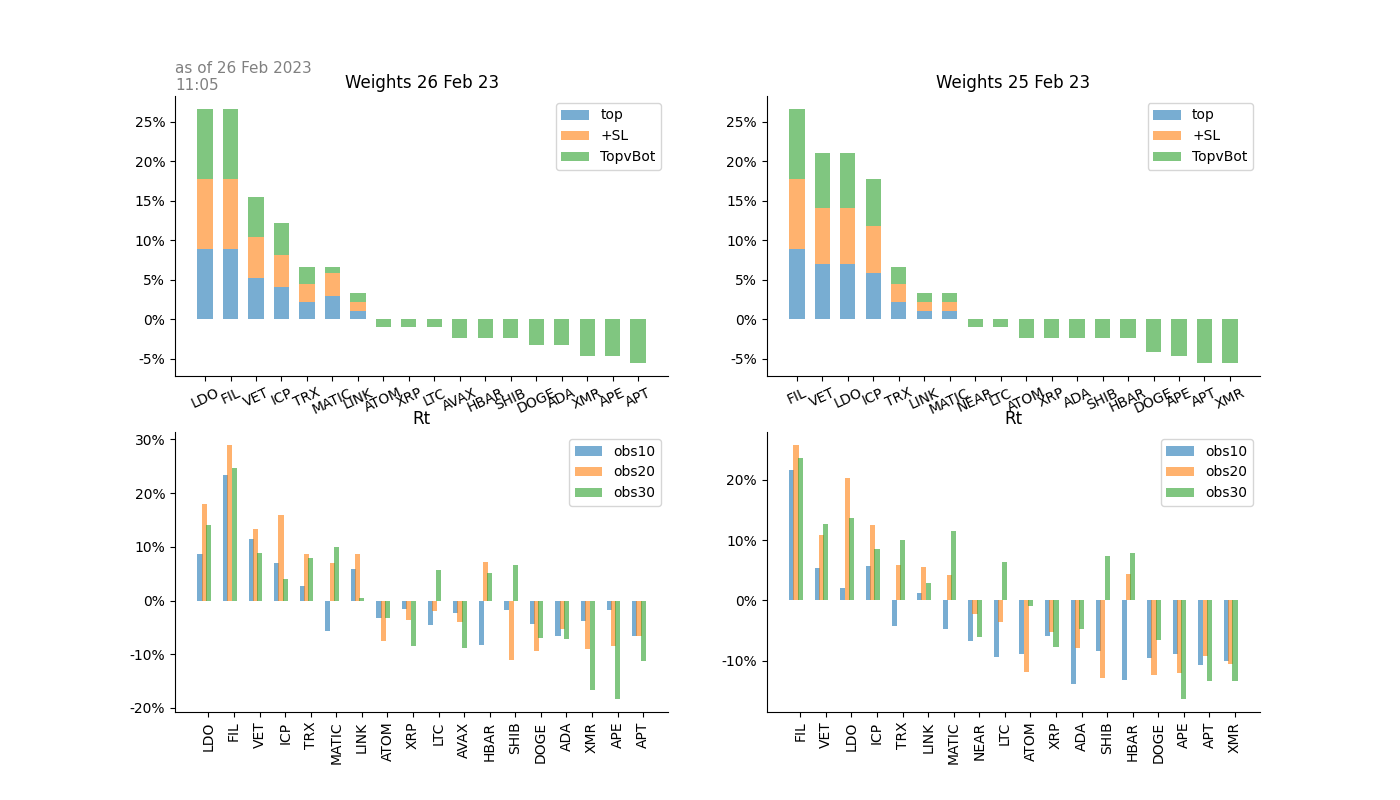 as of 26 Feb 2023
11:05
Weights 26 Feb 23
25%
20%
15%
10%
5%
0%
-5%
top
+SL
TopvBot
LDO FIL VET ICP TRX MATIC LINK ATOM XRP LTC AVAX HBAR SHIB DOGE ADA XMR APE APT
Weights 25 Feb 23
25%
20%
15%
10%
5%
0%
-5%
top
+SL
TopvBot
FIL VET LDO ICP TRX LINK MATIC NEAR LTC ATOM XRP ADA SHIB HBAR DOGE APE APT XMR
Rt
30%
20%
10%
0%
-10%
-20%
obs10
obs20
obs30
LDO FIL VET ICP TRX MATIC LINK ATOM XRP LTC AVAX HBAR SHIB DOGE ADA XMR APE APT
Rt
20%
10%
0%
-10%
obs10
obs20
obs30
FIL VET LDO ICP TRX LINK MATIC NEAR LTC ATOM XRP ADA SHIB HBAR DOGE APE APT XMR